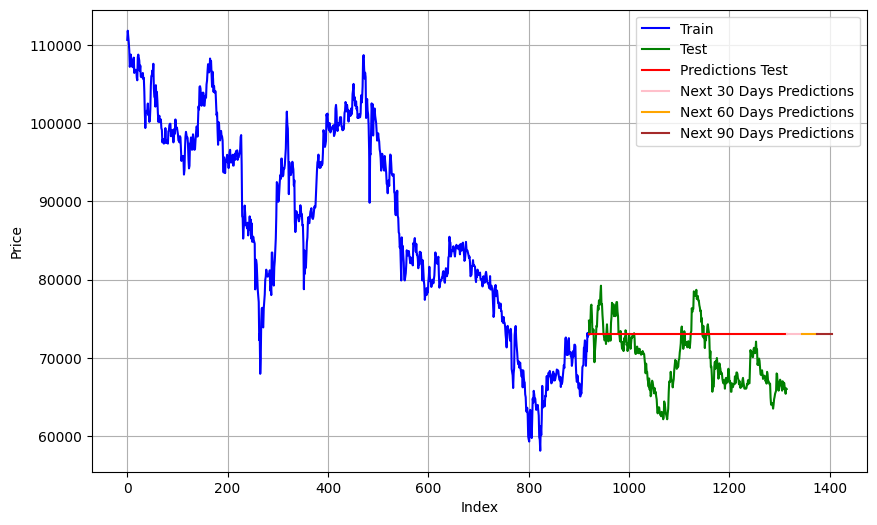 110000
100000
90000
80000
70000
60000
Price
0
200
400
600
800
1000
1200
1400
Index
Train
Test
Predictions Test
Next 30 Days Predictions
Next 60 Days Predictions
Next 90 Days Predictions